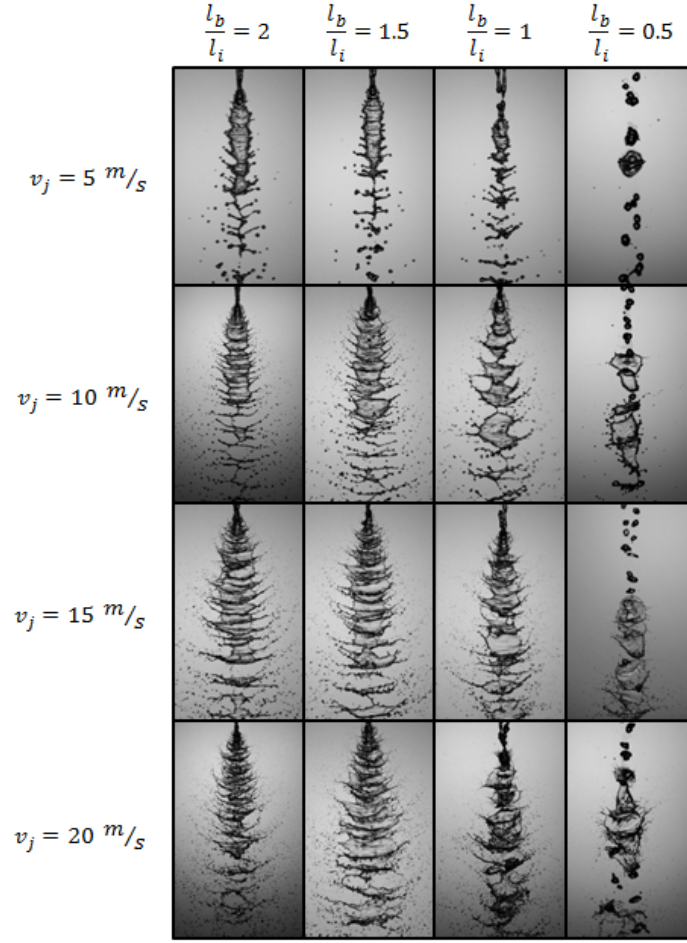 l_b/l_i = 2 l_b/l_i = 1.5 l_b/l_i = 1 l_b/l_i = 0.5
v_j = 5 m/s
v_j = 10 m/s
v_j = 15 m/s
v_j = 20 m/s